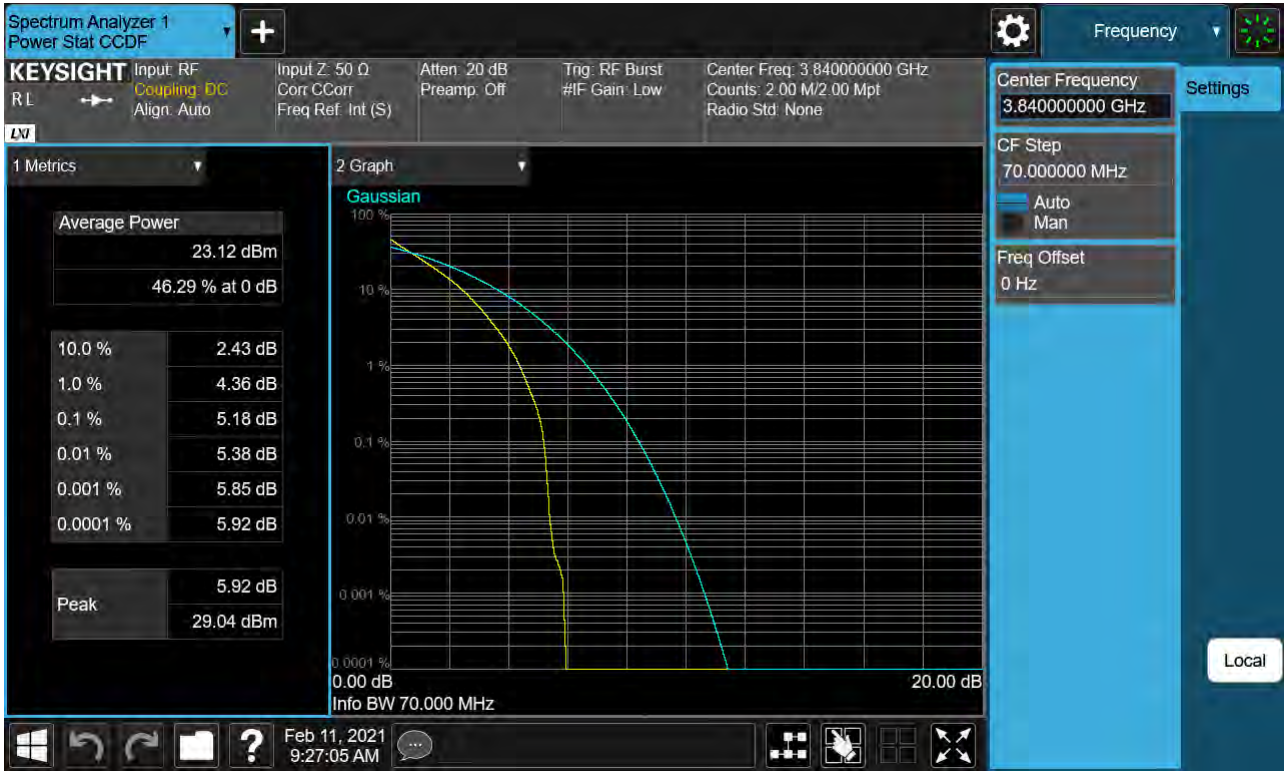 Spectrum Analyzer 1
Power Stat CCDF
+
Frequency
KEYSIGHT
R L
LXI
Input: RF
Coupling: DC
Align: Auto
Input Z: 50 Ω
Corr CCorr
Freq Ref: Int (S)
Atten: 20 dB
Preamp: Off
Trig: RF Burst
#IF Gain: Low
Center Freq: 3.840000000 GHz
Counts: 2.00 M/2.00 Mpt
Radio Std: None
Center Frequency
3.840000000 GHz
Settings
CF Step
70.000000 MHz
Auto
Man
Freq Offset
0 Hz
1 Metrics
Average Power
23.12 dBm
46.29 % at 0 dB
10.0 % 2.43 dB
1.0 % 4.36 dB
0.1 % 5.18 dB
0.01 % 5.38 dB
0.001 % 5.85 dB
0.0001 % 5.92 dB
Peak
5.92 dB
29.04 dBm
2 Graph
Gaussian
100 %
10 %
1 %
0.1 %
0.01 %
0.001 %
0.0001 %
0.00 dB 20.00 dB
Info BW 70.000 MHz
Local
?
Feb 11, 2021
9:27:05 AM